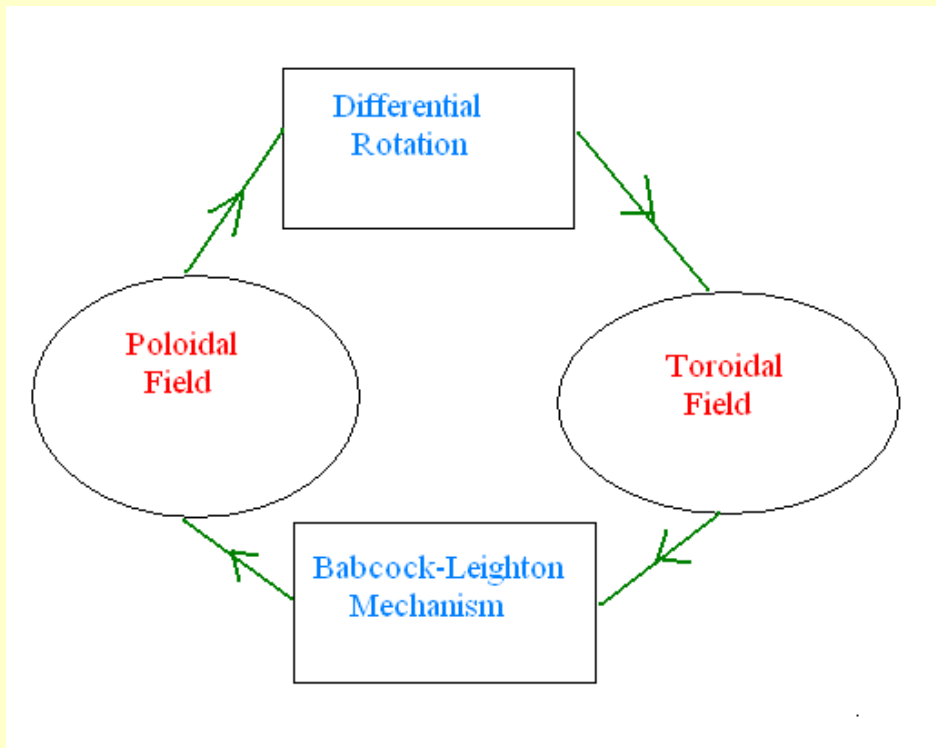 Differential
Rotation
Poloidal
Field
Toroidal
Field
Babcock-Leighton
Mechanism